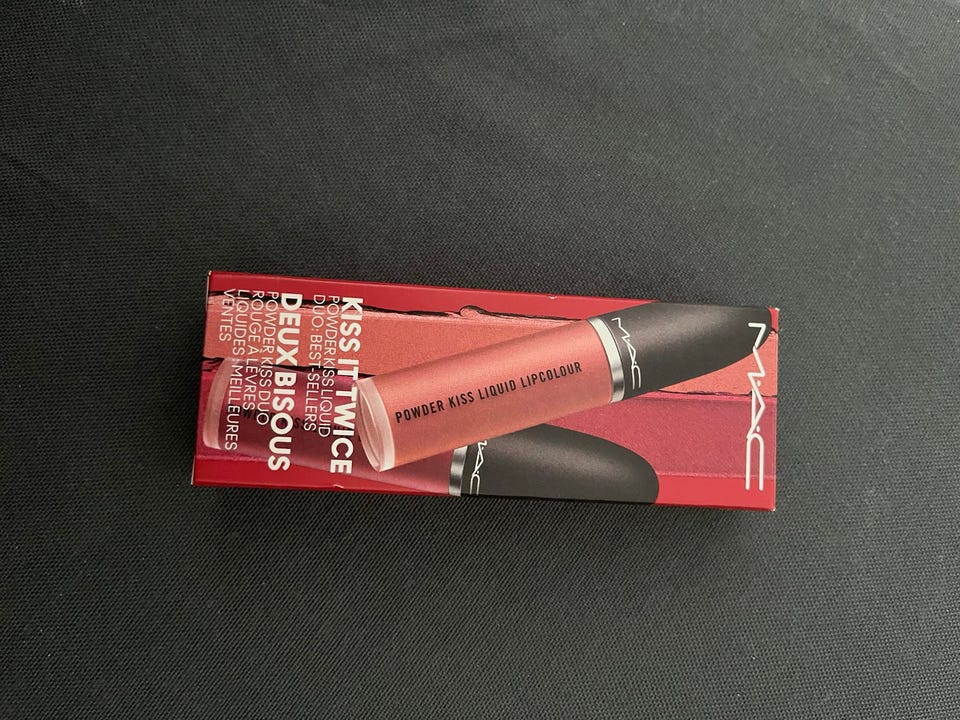 M·A·C
KISS IT TWICE
POWDER KISS LIQUID
DUO: BEST-SELLERS
DEUX BISOUS
POWDER KISS DUO
ROUGE À LÈVRES
LIQUIDES : MEILLEURES
VENTES
M·A·C
POWDER KISS LIQUID LIPCOLOUR
M·A·C